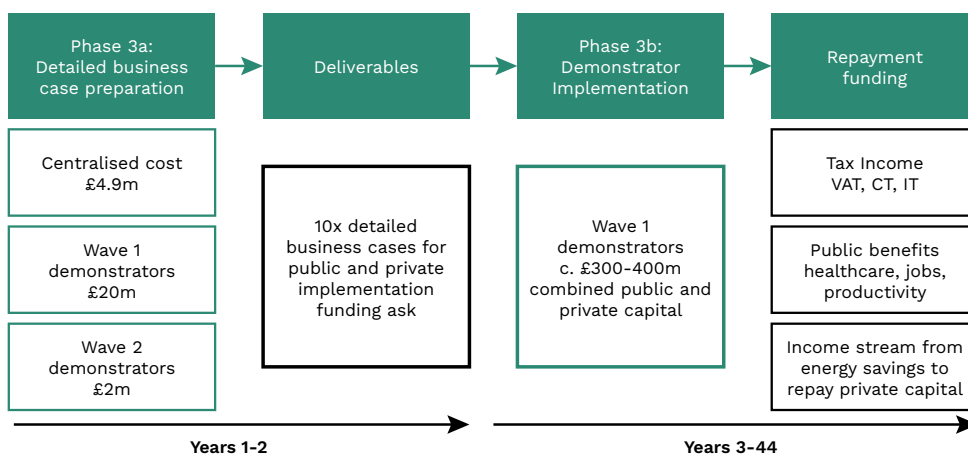 Phase 3a:
Detailed business
case preparation
Deliverables
Phase 3b:
Demonstrator
Implementation
Repayment
funding
Centralised cost
£4.9m
Wave 1
demonstrators
£20m
Wave 2
demonstrators
£2m
10x detailed
business cases for
public and private
implementation
funding ask
Wave 1
demonstrators
c. £300-400m
combined public and
private capital
Tax Income
VAT, CT, IT
Public benefits
healthcare, jobs,
productivity
Income stream from
energy savings to
repay private capital
Years 1-2
Years 3-44